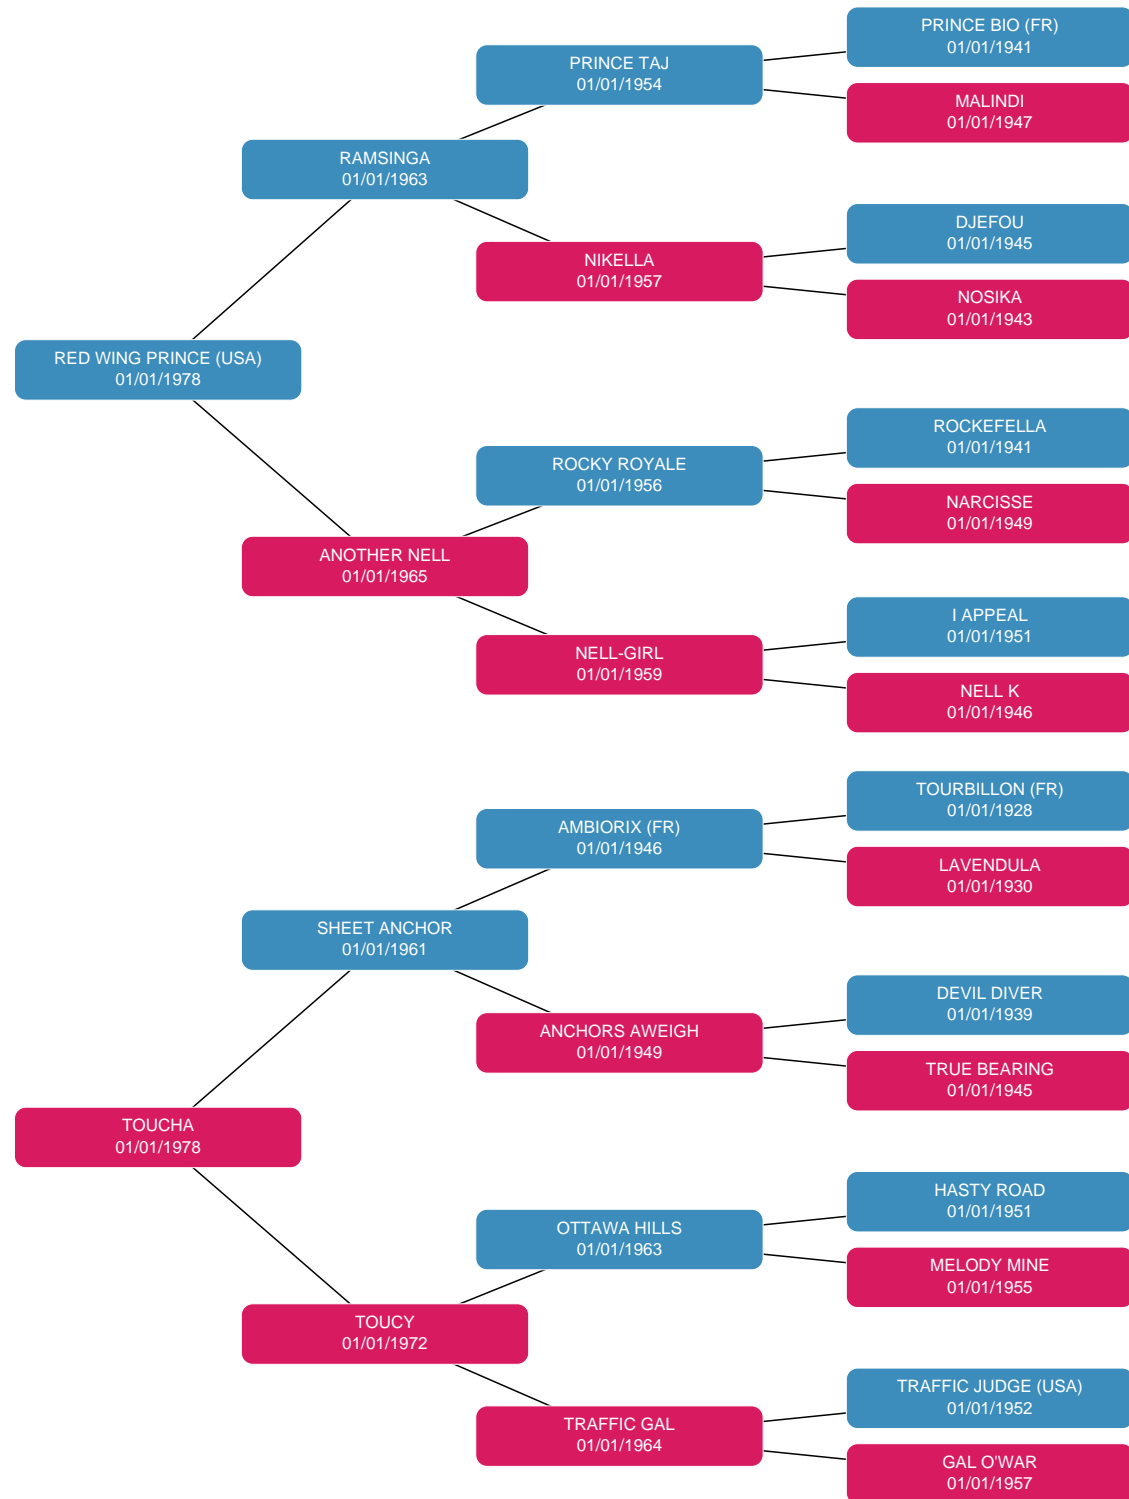 PRINCE BIO (FR)
01/01/1941
PRINCE TAJ
01/01/1954
MALINDI
01/01/1947
RAMSINGA
01/01/1963
DJEFOU
01/01/1945
NIKELLA
01/01/1957
NOSIKA
01/01/1943
RED WING PRINCE (USA)
01/01/1978
ROCKEFELLA
01/01/1941
ROCKY ROYALE
01/01/1956
NARCISSE
01/01/1949
ANOTHER NELL
01/01/1965
I APPEAL
01/01/1951
NELL-GIRL
01/01/1959
NELL K
01/01/1946
TOURBILLON (FR)
01/01/1928
AMBIORIX (FR)
01/01/1946
LAVENDULA
01/01/1930
SHEET ANCHOR
01/01/1961
DEVIL DIVER
01/01/1939
ANCHORS AWEIGH
01/01/1949
TRUE BEARING
01/01/1945
TOUCHA
01/01/1978
HASTY ROAD
01/01/1951
OTTAWA HILLS
01/01/1963
MELODY MINE
01/01/1955
TOUCY
01/01/1972
TRAFFIC JUDGE (USA)
01/01/1952
TRAFFIC GAL
01/01/1964
GAL O'WAR
01/01/1957